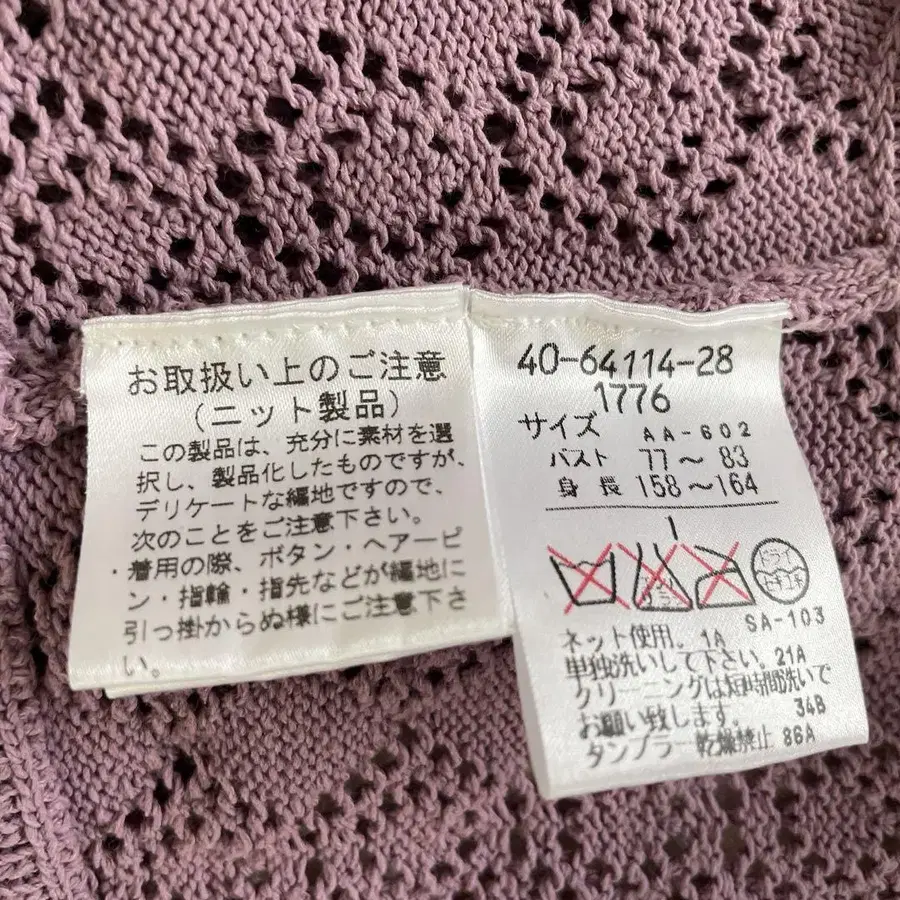 お取扱い上のご注意
(ニット製品)
この製品は、充分に素材を選
択し、製品化したものですが、
デリケートな編地ですので、
次のことをご注意下さい。
・着用の際、ボタン・ヘアーピ
ン・指輪・指先などが編地に
引っ掛からぬ様にご注意下さ
い。
40-64114-28
1776
サイズ AA-602
バスト 77～83
身長 158～164
ドライ
セキユ系
SA-103
ネット使用。1A
単独洗いして下さい。21A
クリーニングは短時間洗いで
お願い致します。 34B
タンブラー乾燥禁止 86A